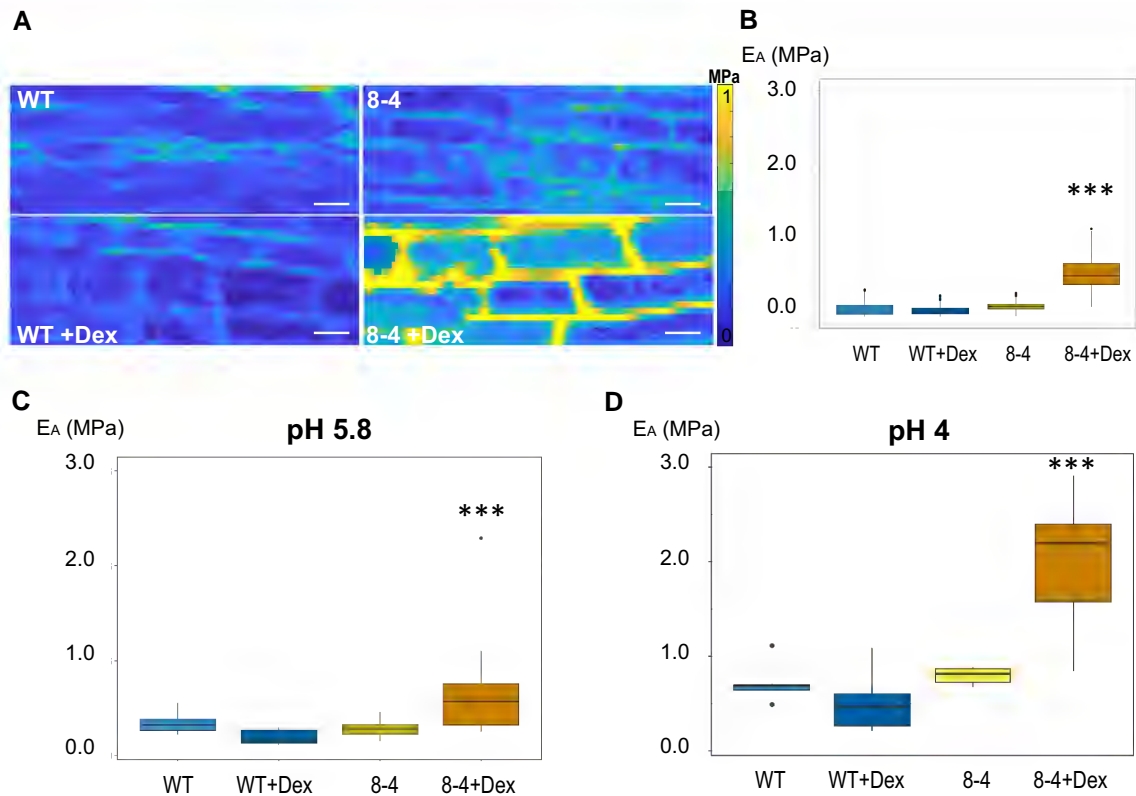 A
B
EA (MPa)
MPa
WT
8-4
1
3.0
2.0
***
1.0
0.0
WT +Dex
8-4 +Dex
0
WT
WT+Dex
8-4
8-4+Dex
C
D
EA (MPa)
pH 5.8
EA (MPa)
pH 4
3.0
***
2.0
1.0
0.0
WT
WT+Dex
8-4
8-4+Dex
***
3.0
2.0
1.0
0.0
WT
WT+Dex
8-4
8-4+Dex